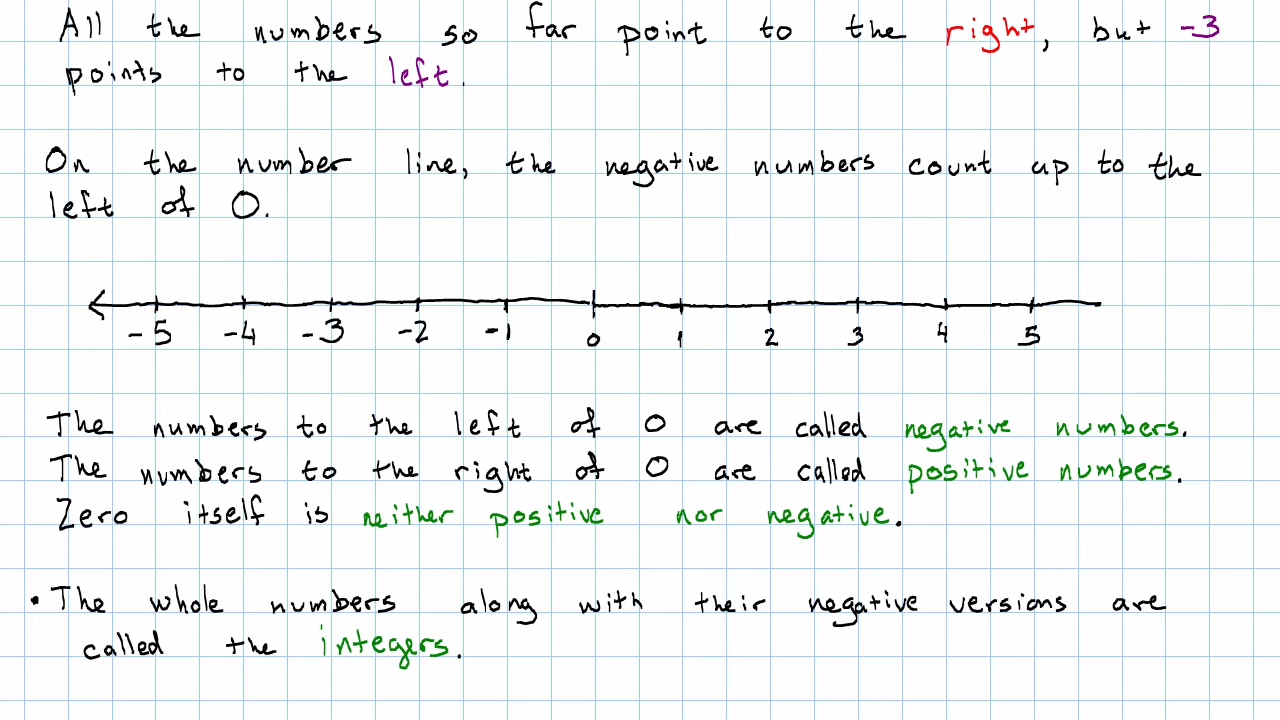 All the numbers so far point to the right, but -3
points to the left.
On the number line, the negative numbers count up to the
left of 0.
-5 -4 -3 -2 -1 0 1 2 3 4 5
The numbers to the left of 0 are called negative numbers.
The numbers to the right of 0 are called positive numbers.
Zero itself is neither positive nor negative.
• The whole numbers along with their negative versions are
called the integers.